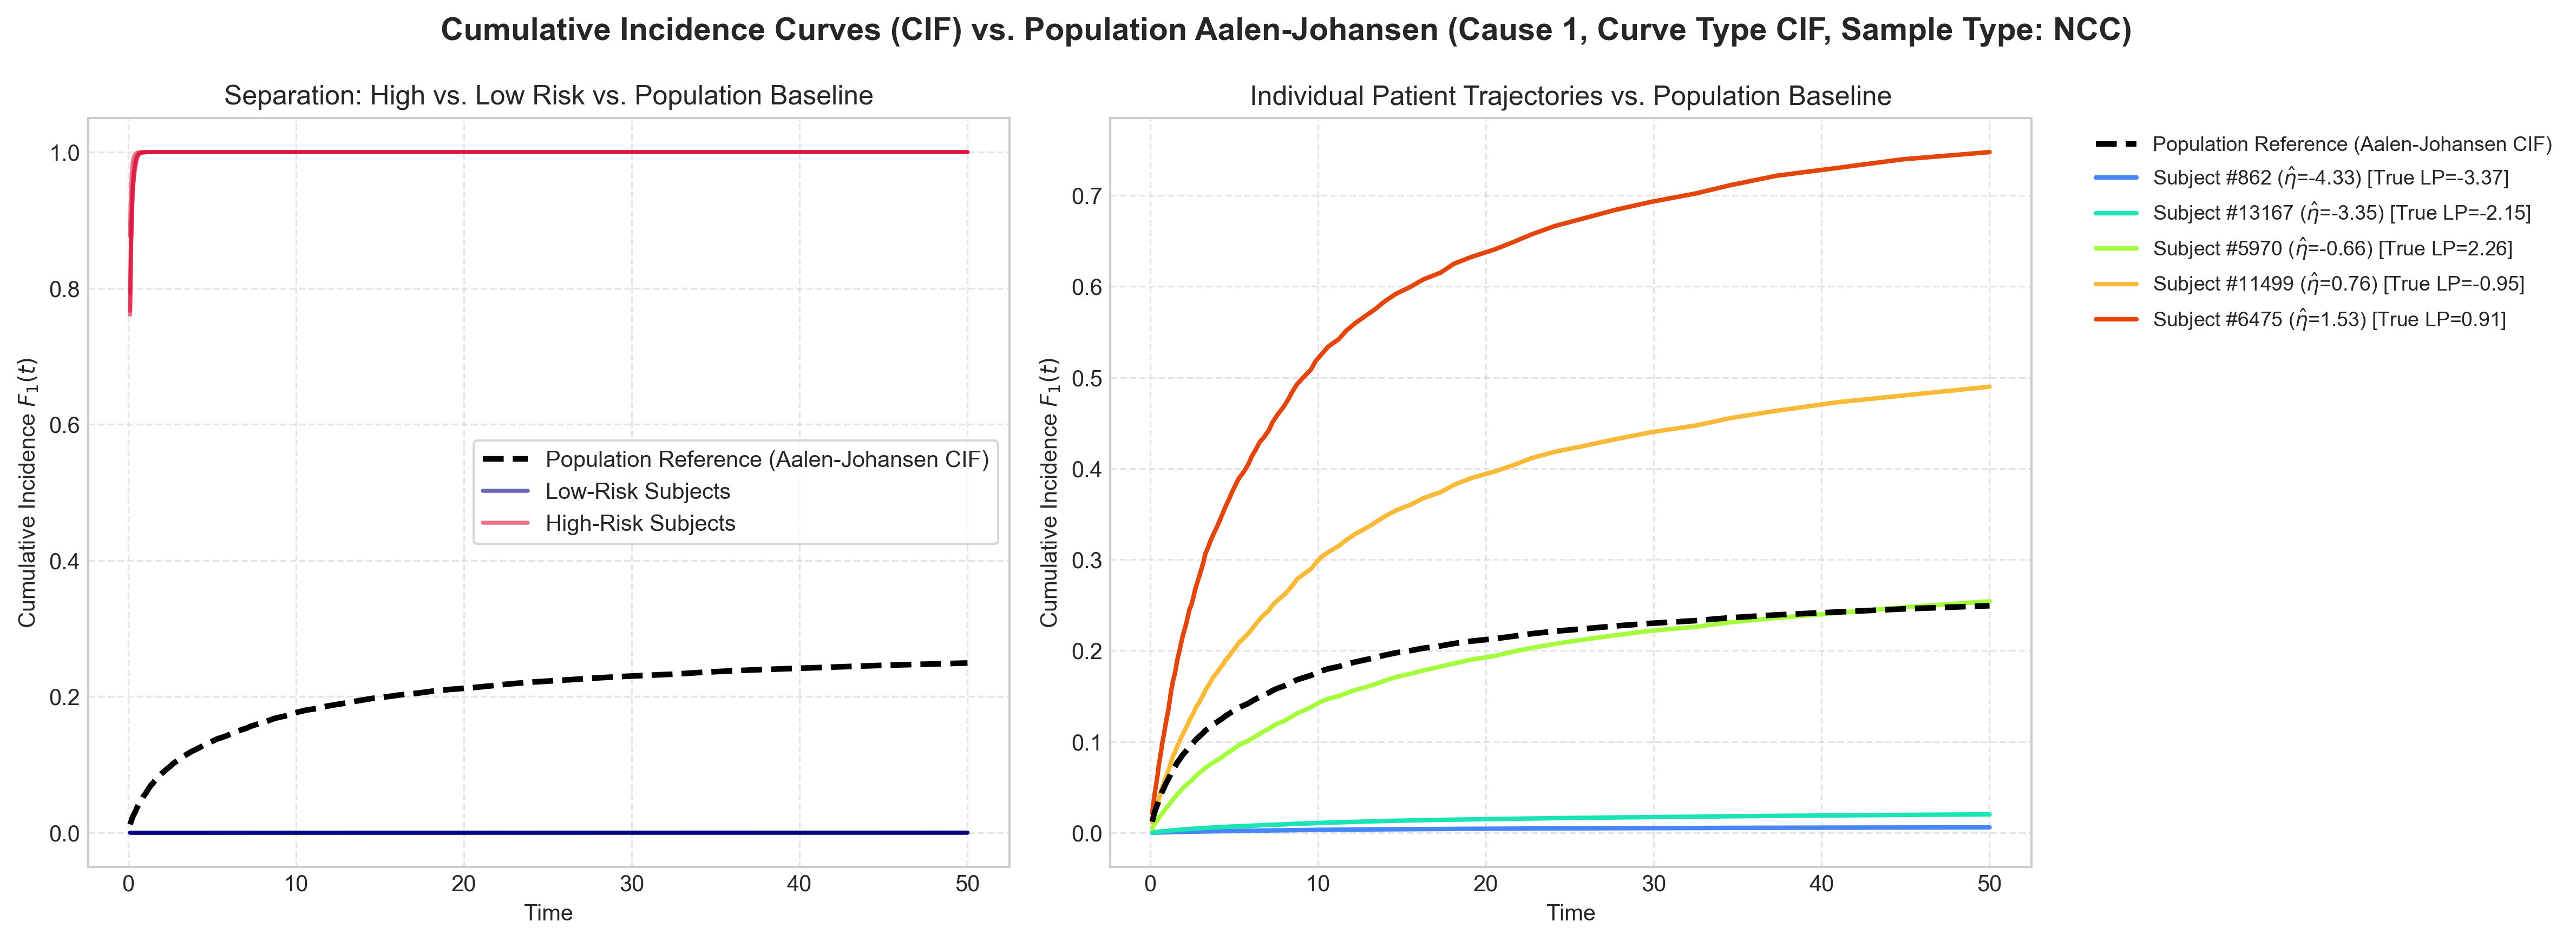 Cumulative Incidence Curves (CIF) vs. Population Aalen-Johansen (Cause 1, Curve Type CIF, Sample Type: NCC)
Separation: High vs. Low Risk vs. Population Baseline
Cumulative Incidence F₁(t)
1.0
0.8
0.6
0.4
0.2
0.0
Population Reference (Aalen-Johansen CIF)
Low-Risk Subjects
High-Risk Subjects
0 10 20 30 40 50
Time
Individual Patient Trajectories vs. Population Baseline
Cumulative Incidence F₁(t)
0.7
0.6
0.5
0.4
0.3
0.2
0.1
0.0
0 10 20 30 40 50
Time
Population Reference (Aalen-Johansen CIF)
Subject #862 (η̂=-4.33) [True LP=-3.37]
Subject #13167 (η̂=-3.35) [True LP=-2.15]
Subject #5970 (η̂=-0.66) [True LP=2.26]
Subject #11499 (η̂=0.76) [True LP=-0.95]
Subject #6475 (η̂=1.53) [True LP=0.91]